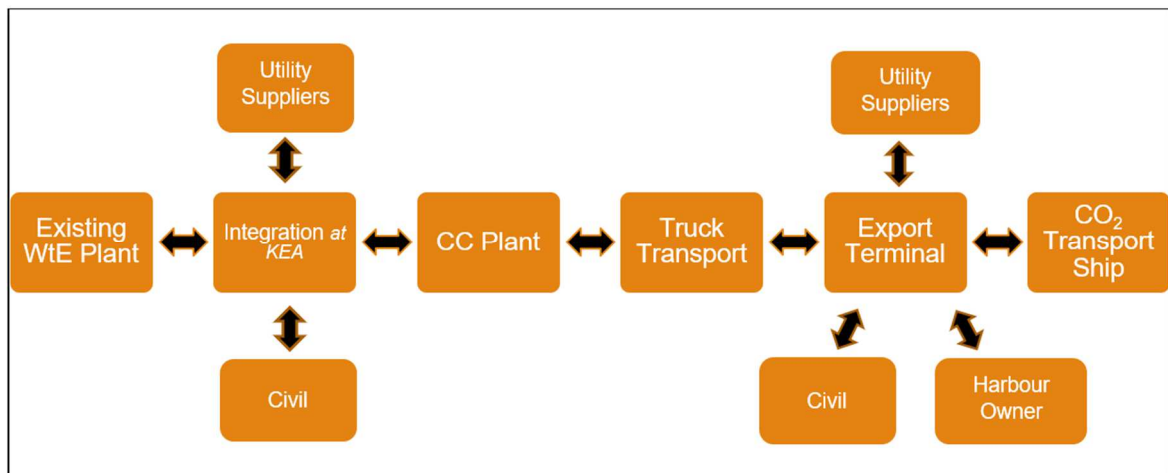 Utility
Suppliers
Utility
Suppliers
Existing
WtE Plant
Integration at
KEA
CC Plant
Truck
Transport
Export
Terminal
CO₂
Transport
Ship
Civil
Civil
Harbour
Owner